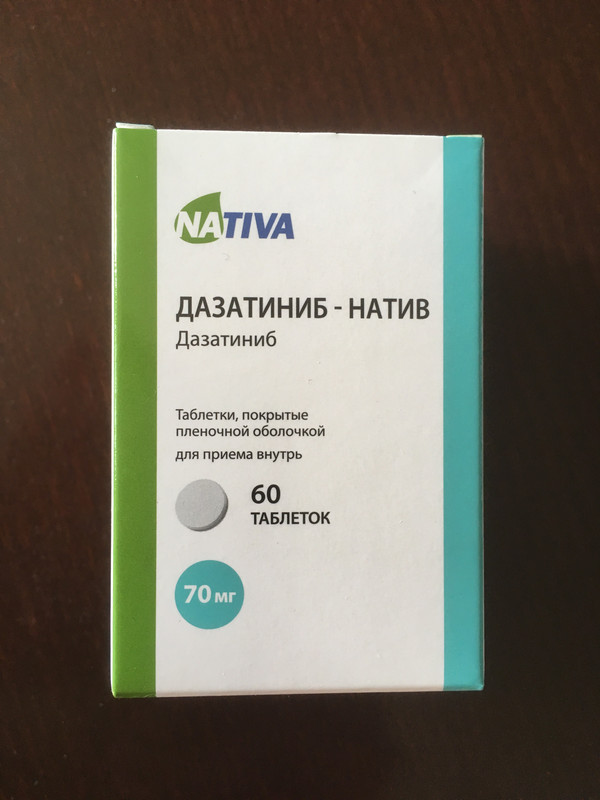 NATIVA
ДАЗАТИНИБ - НАТИВ
Дазатиниб
Таблетки, покрытые
пленочной оболочкой
для приема внутрь
60
ТАБЛЕТОК
70 мг